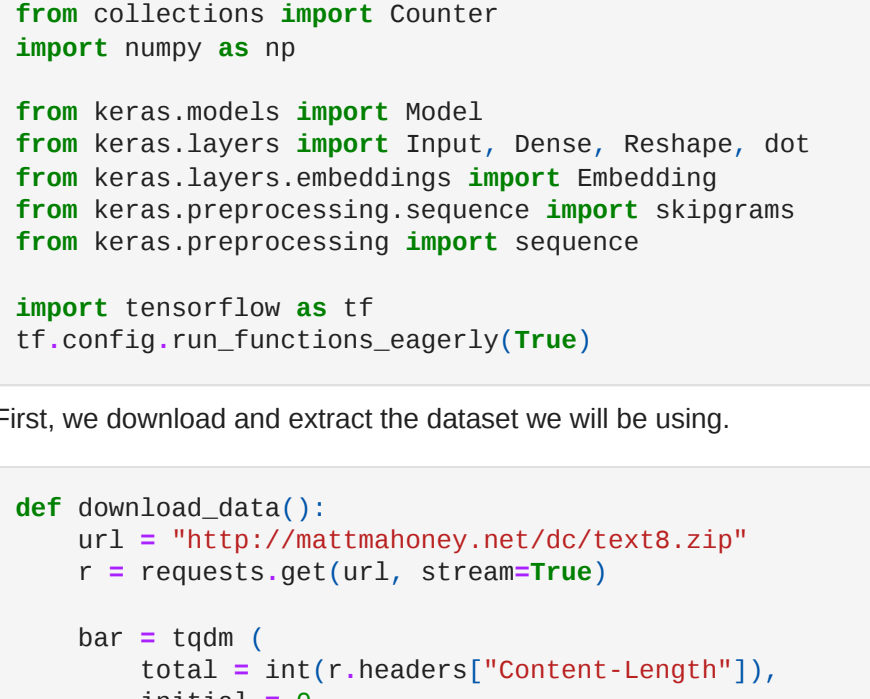 from collections import Counter
import numpy as np

from keras.models import Model
from keras.layers import Input, Dense, Reshape, dot
from keras.layers.embeddings import Embedding
from keras.preprocessing.sequence import skipgrams
from keras.preprocessing import sequence

import tensorflow as tf
tf.config.run_functions_eagerly(True)

First, we download and extract the dataset we will be using.

def download_data():
    url = "http://mattmahoney.net/dc/text8.zip"
    r = requests.get(url, stream=True)

    bar = tqdm (
        total = int(r.headers["Content-Length"]),
        initial = 0